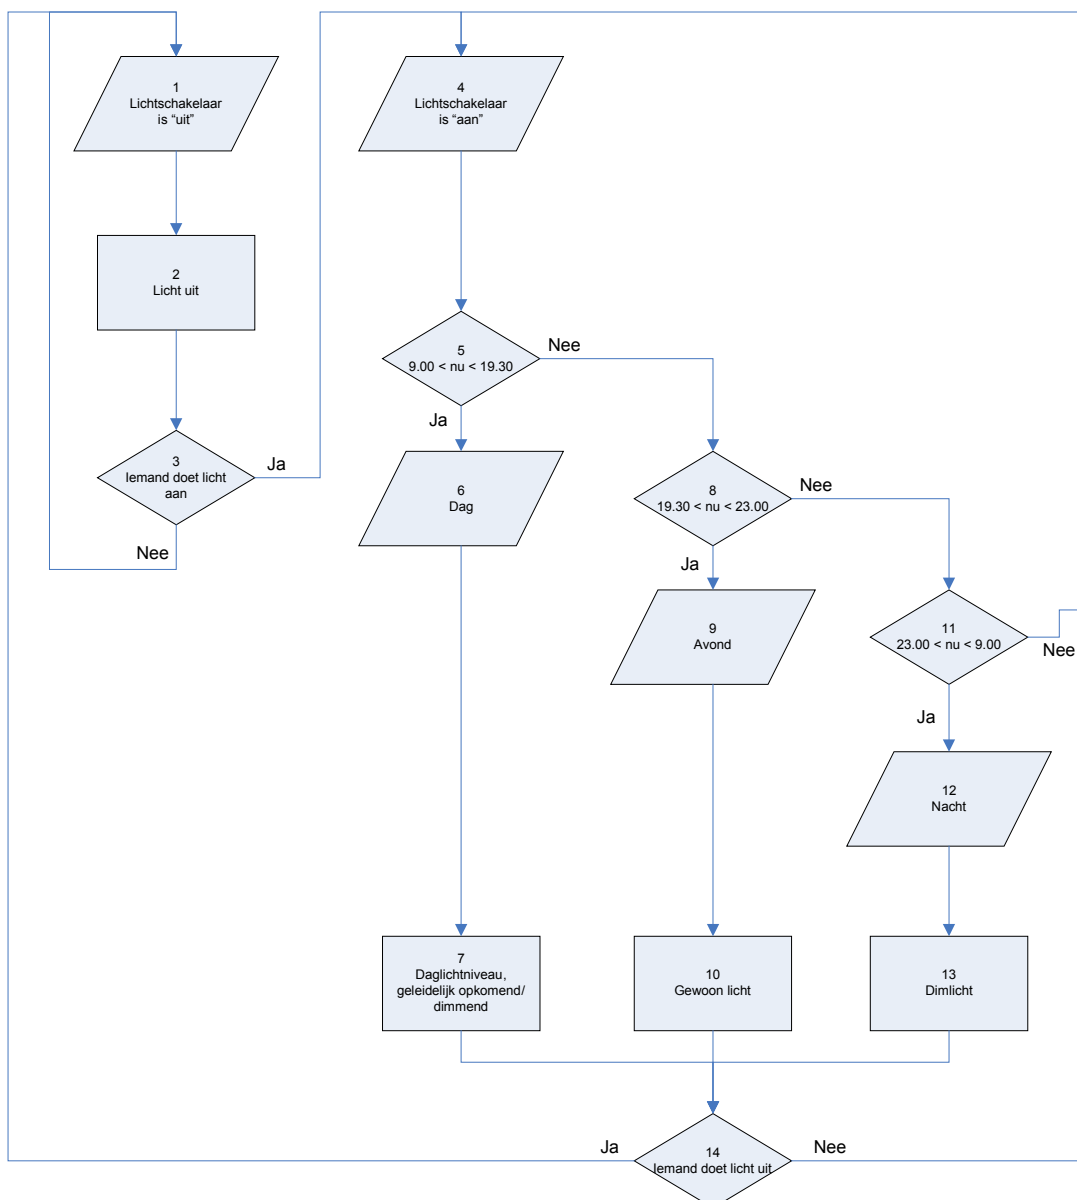 1
Lichtschakelaar
is “uit”
2
Licht uit
3
Iemand doet licht
aan
Ja
Nee
4
Lichtschakelaar
is “aan”
5
9.00 < nu < 19.30
Nee
Ja
6
Dag
7
Daglichtniveau,
geleidelijk opkomend/
dimmend
8
19.30 < nu < 23.00
Nee
Ja
9
Avond
10
Gewoon licht
11
23.00 < nu < 9.00
Nee
Ja
12
Nacht
13
Dimlicht
14
Iemand doet licht uit
Ja
Nee